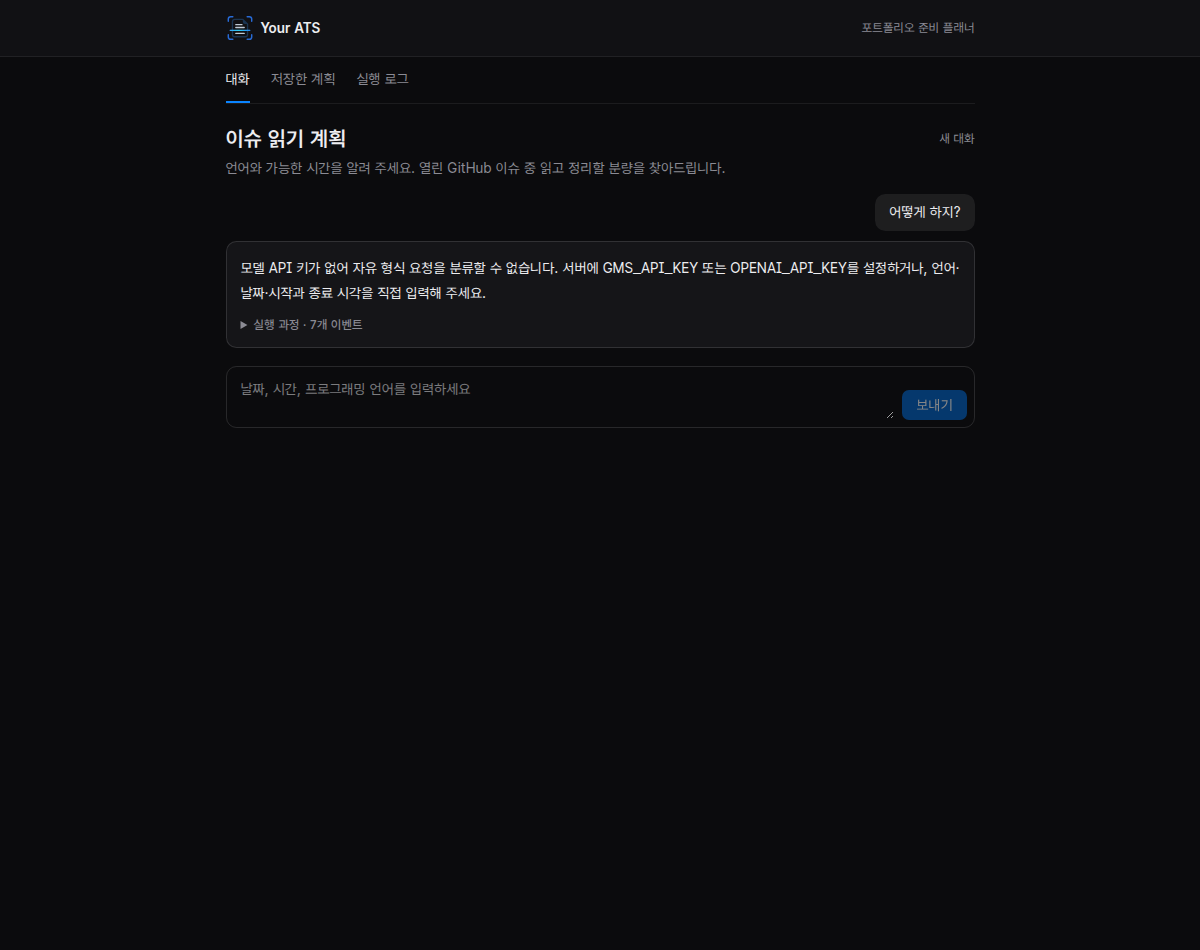 Your ATS
포트폴리오 준비 플래너
대화
저장한 계획
실행 로그
이슈 읽기 계획
새 대화
언어와 가능한 시간을 알려 주세요. 열린 GitHub 이슈 중 읽고 정리할 분량을 찾아드립니다.
어떻게 하지?
모델 API 키가 없어 자유 형식 요청을 분류할 수 없습니다. 서버에 GMS_API_KEY 또는 OPENAI_API_KEY를 설정하거나, 언어·
날짜·시작과 종료 시각을 직접 입력해 주세요.
▶ 실행 과정 · 7개 이벤트
날짜, 시간, 프로그래밍 언어를 입력하세요
보내기